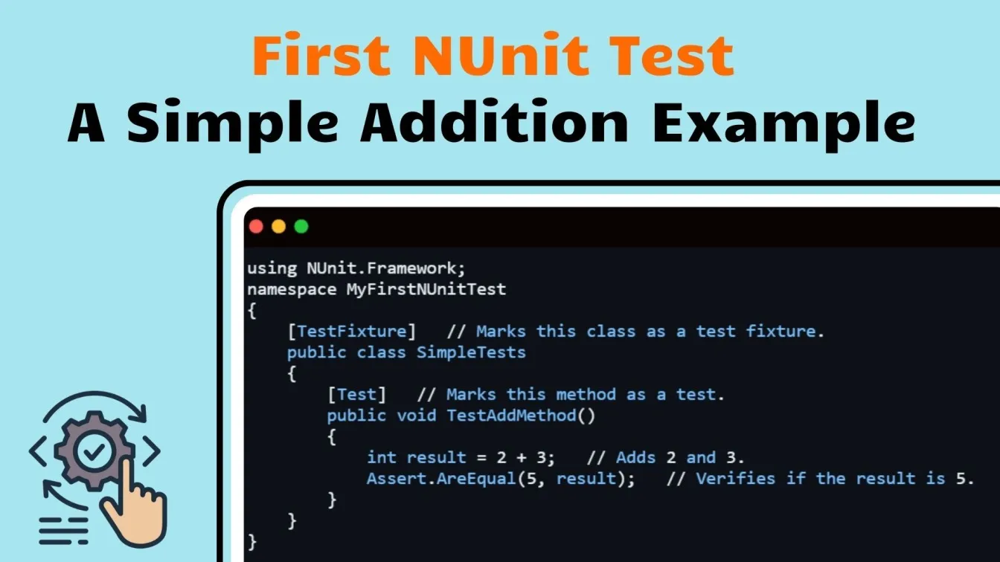 First NUnit Test
A Simple Addition Example
using NUnit.Framework;
namespace MyFirstNUnitTest
{
    [TestFixture]   // Marks this class as a test fixture.
    public class SimpleTests
    {
        [Test]   // Marks this method as a test.
        public void TestAddMethod()
        {
            int result = 2 + 3;   // Adds 2 and 3.
            Assert.AreEqual(5, result);   // Verifies if the result is 5.
        }
    }
}